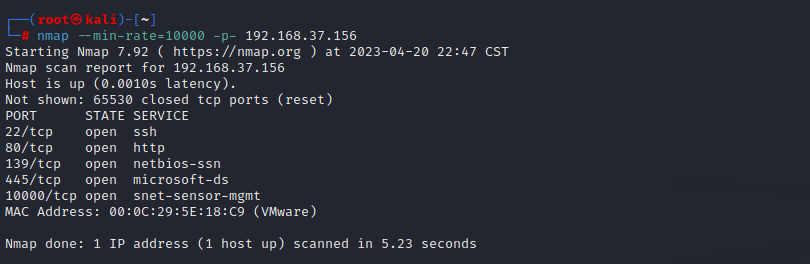 ┌──(root㉿kali)-[~]
└─# nmap --min-rate=10000 -p- 192.168.37.156
Starting Nmap 7.92 ( https://nmap.org ) at 2023-04-20 22:47 CST
Nmap scan report for 192.168.37.156
Host is up (0.0010s latency).
Not shown: 65530 closed tcp ports (reset)
PORT      STATE SERVICE
22/tcp    open  ssh
80/tcp    open  http
139/tcp   open  netbios-ssn
445/tcp   open  microsoft-ds
10000/tcp open  snet-sensor-mgmt
MAC Address: 00:0C:29:5E:18:C9 (VMware)
Nmap done: 1 IP address (1 host up) scanned in 5.23 seconds